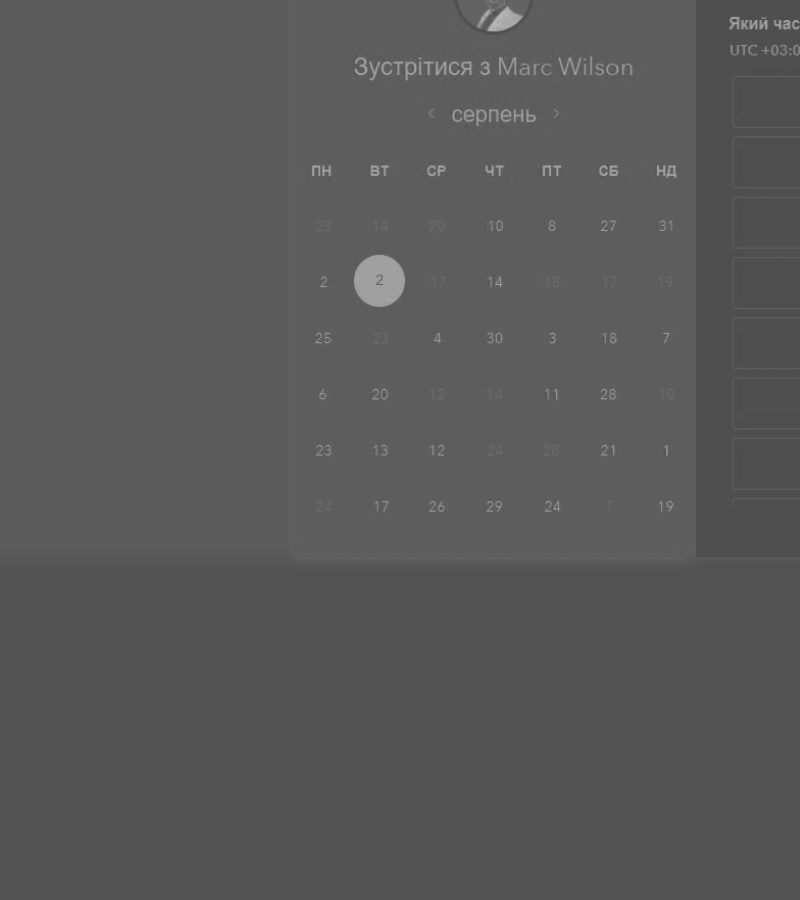 Який час
UTC +03:0
Зустрітися з Marc Wilson
‹ серпень ›
ПН ВТ СР ЧТ ПТ СБ НД
23 14 20 10 8 27 31
2 2 17 14 18 17 19
25 23 4 30 3 18 7
6 20 12 14 11 28 10
23 13 12 24 26 21 1
24 17 26 29 24 7 19